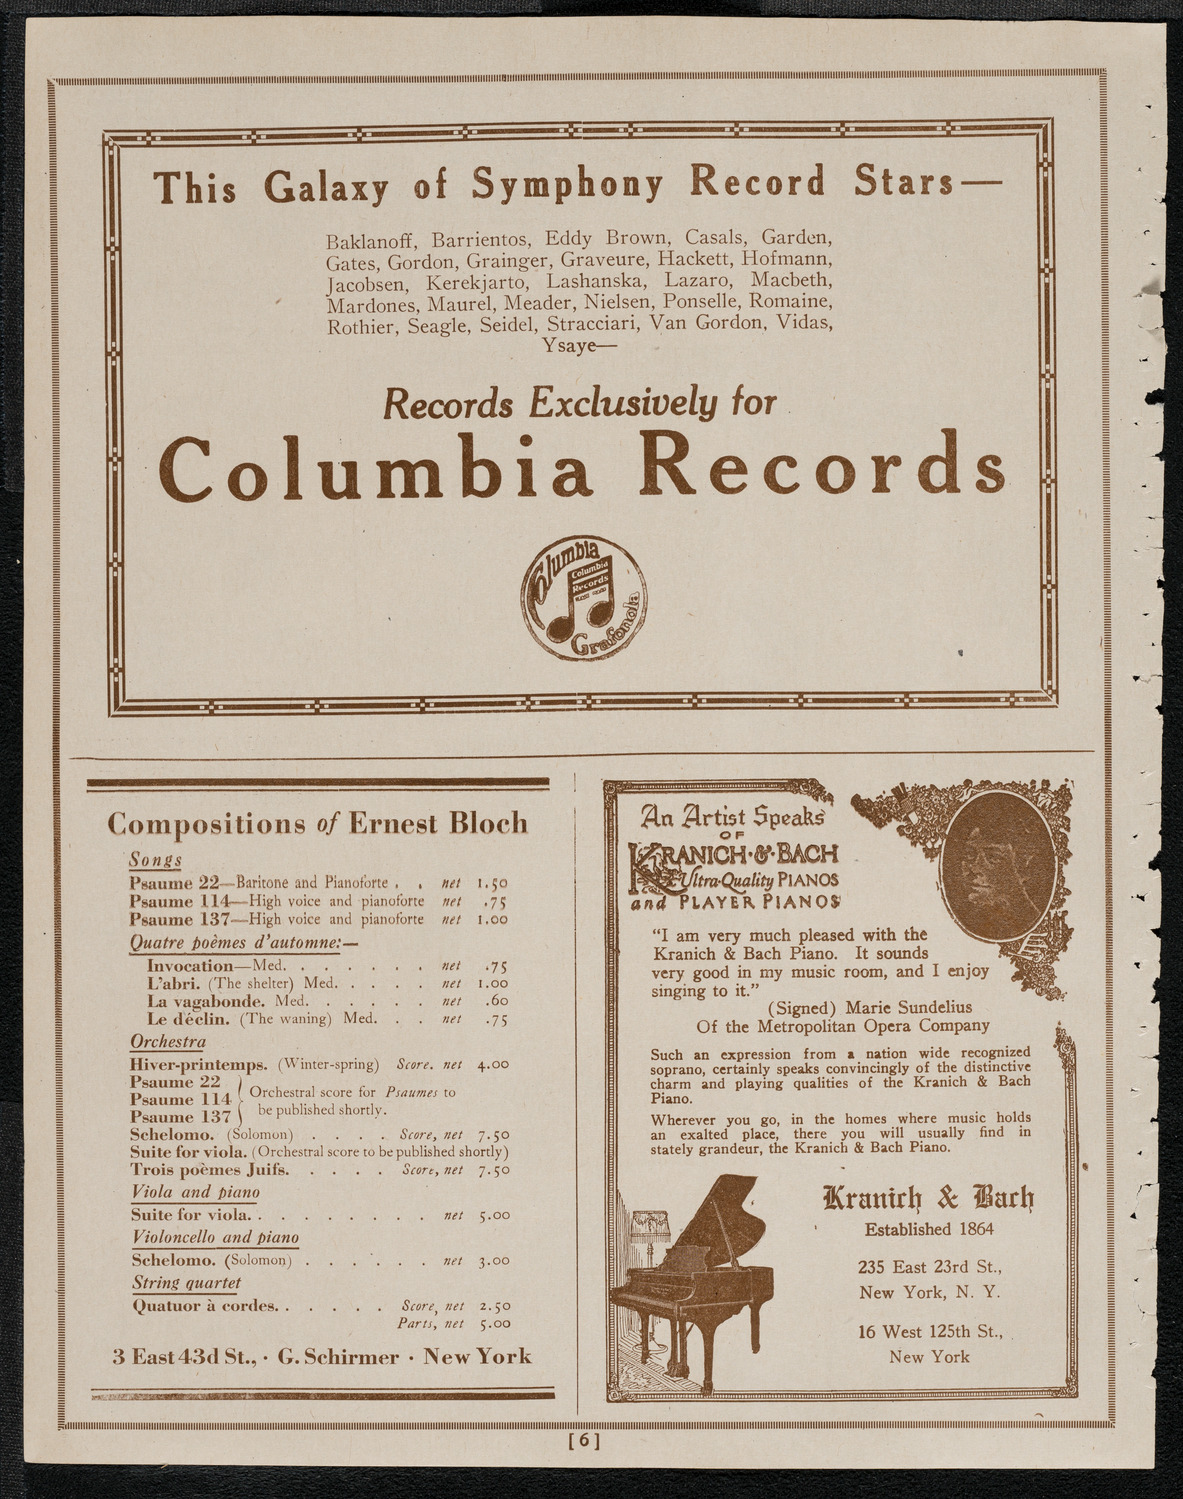 This Galaxy of Symphony Record Stars—
Baklanoff, Barrientos, Eddy Brown, Casals, Garden,
Gates, Gordon, Grainger, Graveure, Hackett, Hofmann,
Jacobsen, Kerekjarto, Lashanska, Lazaro, Macbeth,
Mardones, Maurel, Meader, Nielsen, Ponselle, Romaine,
Rothier, Seagle, Seidel, Stracciari, Van Gordon, Vidas,
Ysaye—
Records Exclusively for
Columbia Records
Columbia
Columbia
Records
Grafonola
Compositions of Ernest Bloch
Songs
Psaume 22—Baritone and Pianoforte . . net 1.50
Psaume 114—High voice and pianoforte net .75
Psaume 137—High voice and pianoforte net 1.00
Quatre poèmes d'automne:—
Invocation—Med. . . . . . . net .75
L'abri. (The shelter) Med. . . . . net 1.00
La vagabonde. Med. . . . . . net .60
Le déclin. (The waning) Med. . . net .75
Orchestra
Hiver-printemps. (Winter-spring) Score. net 4.00
Psaume 22
Psaume 114
Psaume 137
Orchestral score for Psaumes to
be published shortly.
Schelomo. (Solomon) . . . . Score, net 7.50
Suite for viola. (Orchestral score to be published shortly)
Trois poèmes Juifs. . . . . Score, net 7.50
Viola and piano
Suite for viola. . . . . . . . . net 5.00
Violoncello and piano
Schelomo. (Solomon) . . . . . . net 3.00
String quartet
Quatuor à cordes. . . . . . Score, net 2.50
Parts, net 5.00
3 East 43d St., · G. Schirmer · New York
An Artist Speaks
OF
KRANICH·&·BACH
Ultra-Quality PIANOS
and PLAYER PIANOS
"I am very much pleased with the
Kranich & Bach Piano. It sounds
very good in my music room, and I enjoy
singing to it."
(Signed) Marie Sundelius
Of the Metropolitan Opera Company
Such an expression from a nation wide recognized
soprano, certainly speaks convincingly of the distinctive
charm and playing qualities of the Kranich & Bach
Piano.
Wherever you go, in the homes where music holds
an exalted place, there you will usually find in
stately grandeur, the Kranich & Bach Piano.
Kranich & Bach
Established 1864
235 East 23rd St.,
New York, N. Y.
16 West 125th St.,
New York
[6]